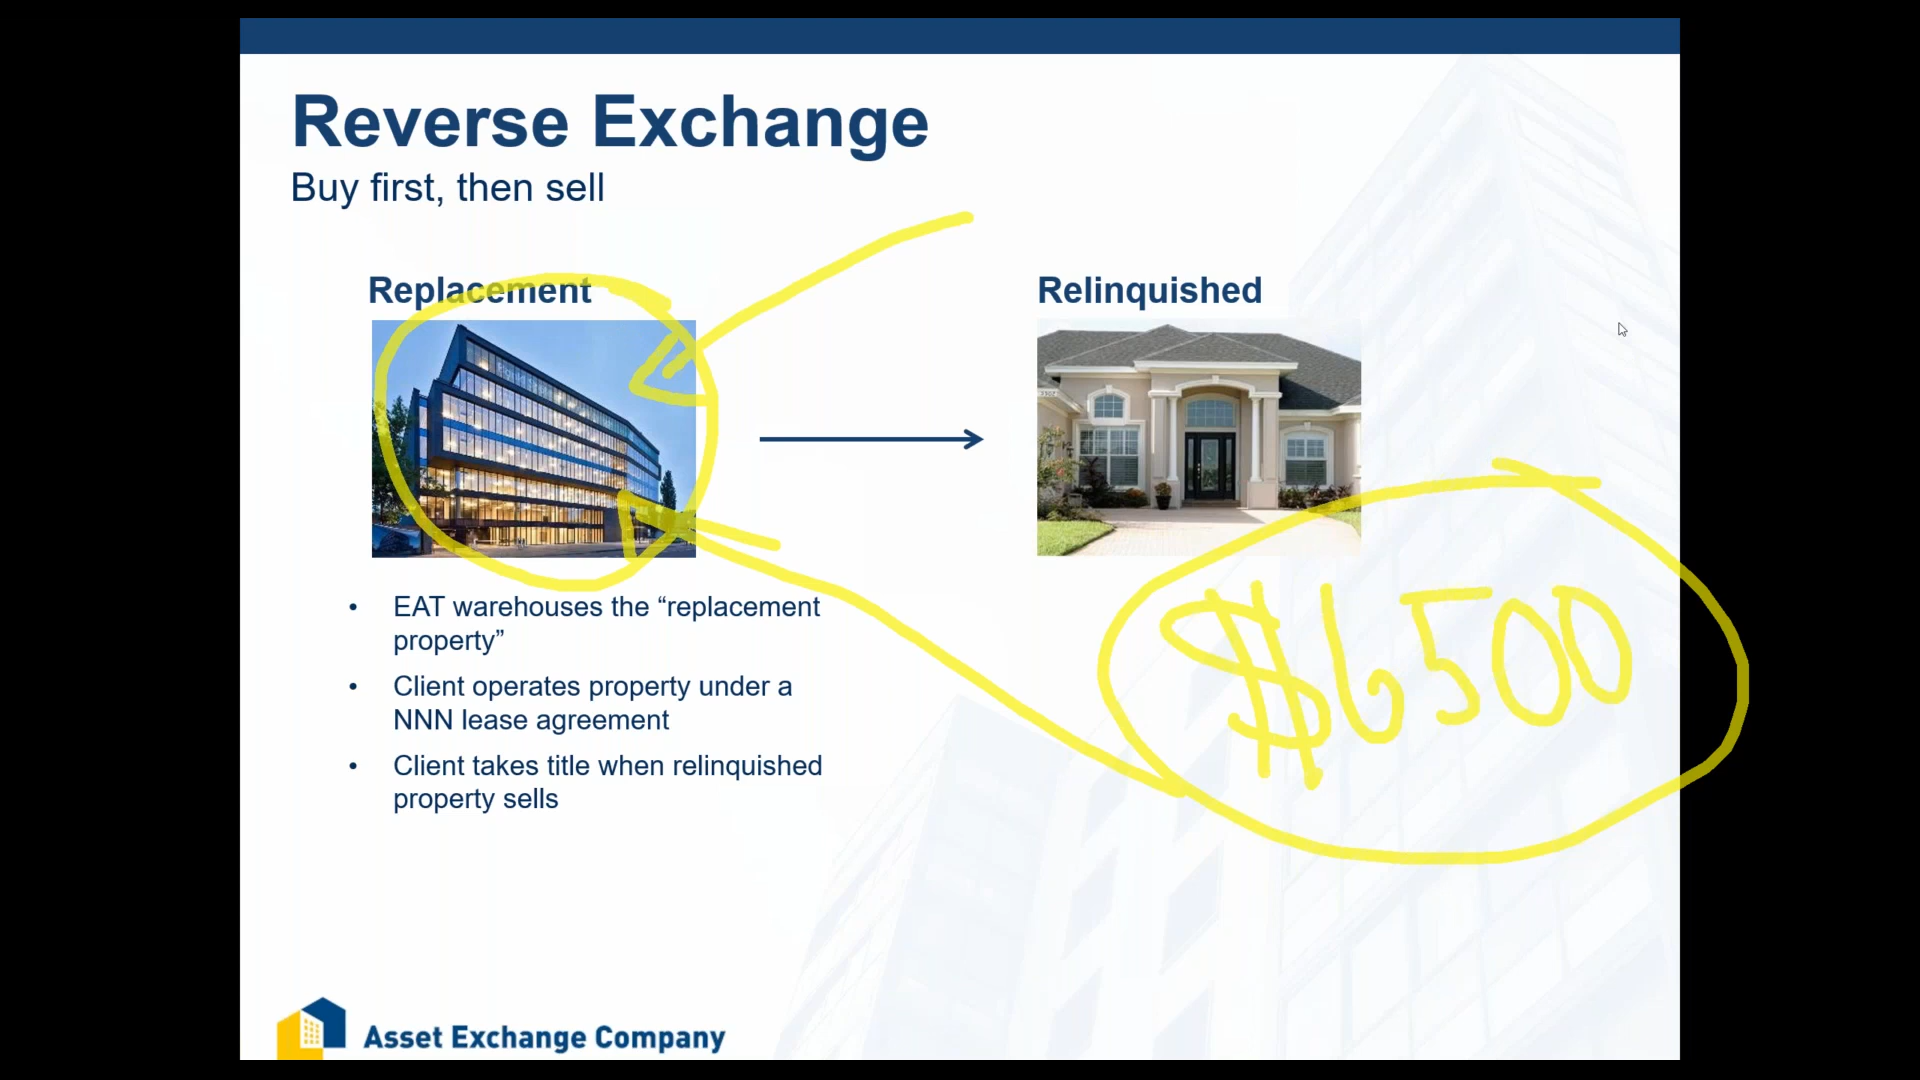 Reverse Exchange
Buy first, then sell
Replacement
Relinquished
• EAT warehouses the “replacement
property”
• Client operates property under a
NNN lease agreement
• Client takes title when relinquished
property sells
$6500
Asset Exchange Company